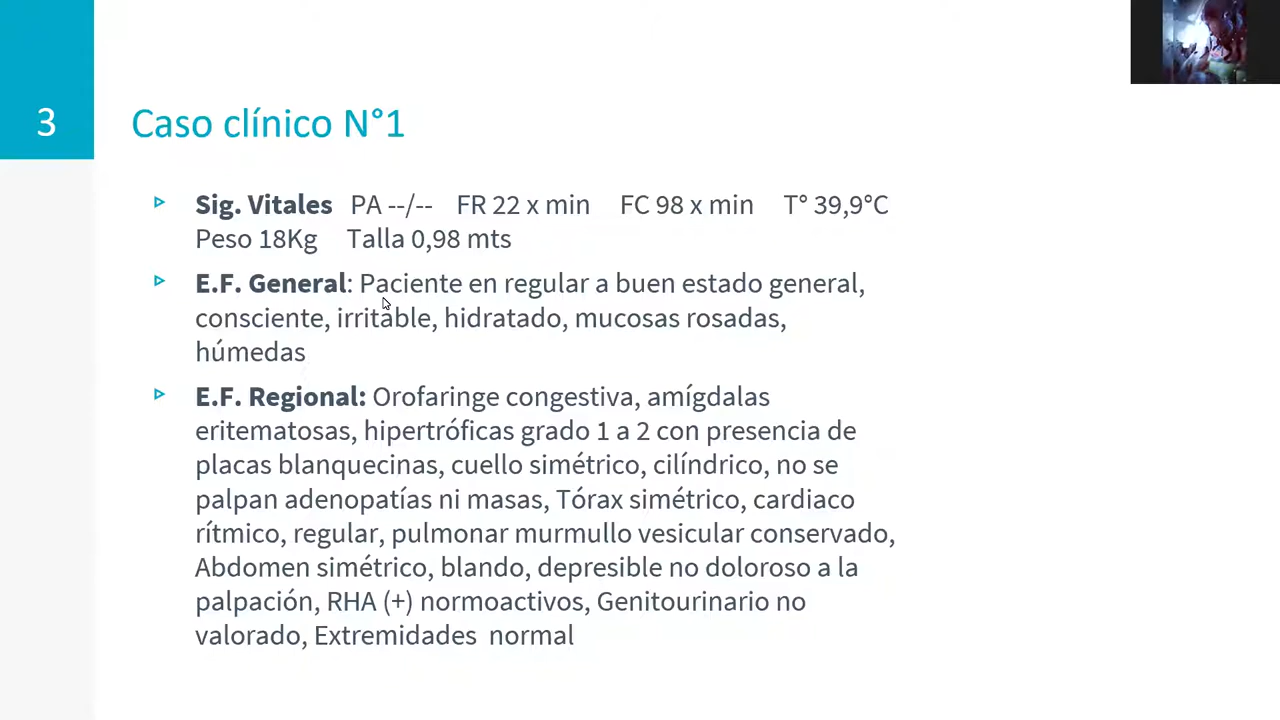 3
Caso clínico N°1
Sig. Vitales PA --/-- FR 22 x min FC 98 x min T° 39,9°C
Peso 18Kg Talla 0,98 mts
E.F. General: Paciente en regular a buen estado general,
consciente, irritable, hidratado, mucosas rosadas,
húmedas
E.F. Regional: Orofaringe congestiva, amígdalas
eritematosas, hipertróficas grado 1 a 2 con presencia de
placas blanquecinas, cuello simétrico, cilíndrico, no se
palpan adenopatías ni masas, Tórax simétrico, cardiaco
rítmico, regular, pulmonar murmullo vesicular conservado,
Abdomen simétrico, blando, depresible no doloroso a la
palpación, RHA (+) normoactivos, Genitourinario no
valorado, Extremidades normal